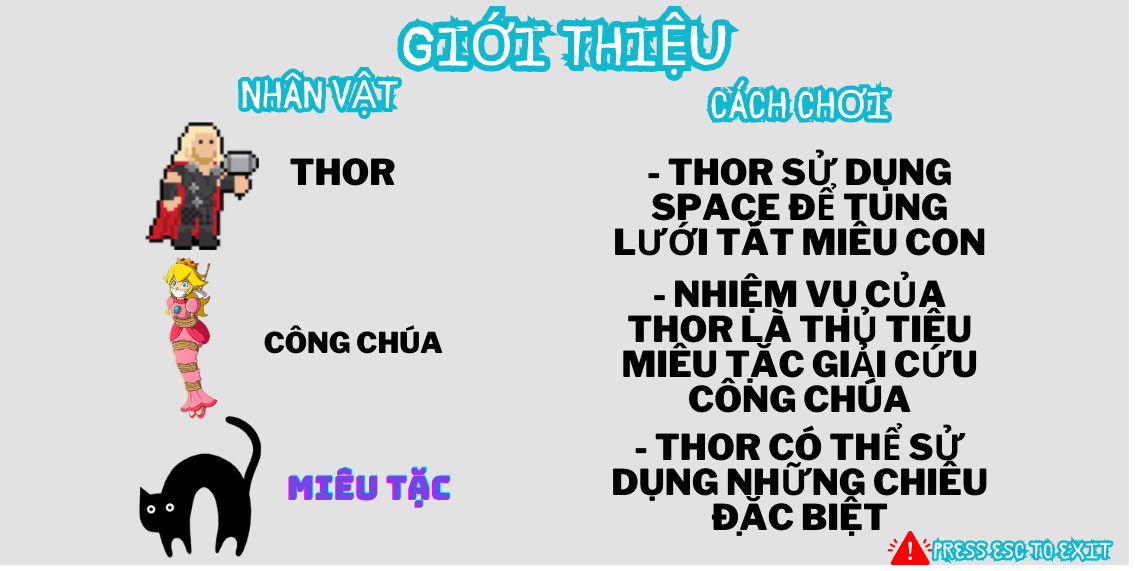 GIỚI THIỆU
NHÂN VẬT
THOR
CÔNG CHÚA
MIÊU TẶC
CÁCH CHƠI
- THOR SỬ DỤNG
SPACE ĐỂ TUNG
LƯỚI TĂT MIÊU CON
- NHIỆM VỤ CỦA
THOR LÀ THỦ TIÊU
MIÊU TẶC GIẢI CỨU
CÔNG CHÚA
- THOR CÓ THỂ SỬ
DỤNG NHỮNG CHIÊU
ĐẶC BIỆT
PRESS ESC TO EXIT